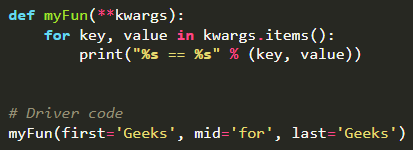 def myFun(**kwargs):
    for key, value in kwargs.items():
        print("%s == %s" % (key, value))
# Driver code
myFun(first='Geeks', mid='for', last='Geeks')